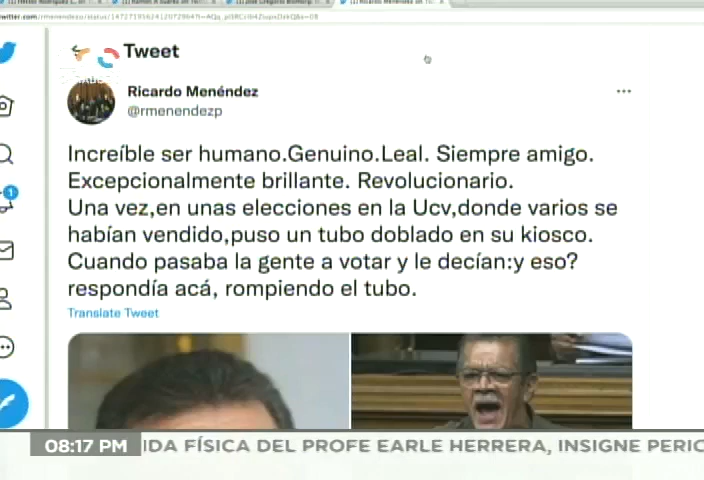 Tweet
Ricardo Menéndez
@rmenendezp
Increíble ser humano.Genuino.Leal. Siempre amigo.
Excepcionalmente brillante. Revolucionario.
Una vez,en unas elecciones en la Ucv,donde varios se
habían vendido,puso un tubo doblado en su kiosco.
Cuando pasaba la gente a votar y le decían:y eso?
respondía acá, rompiendo el tubo.
Translate Tweet
1
08:17 PM IDA FÍSICA DEL PROFE EARLE HERRERA, INSIGNE PERIO